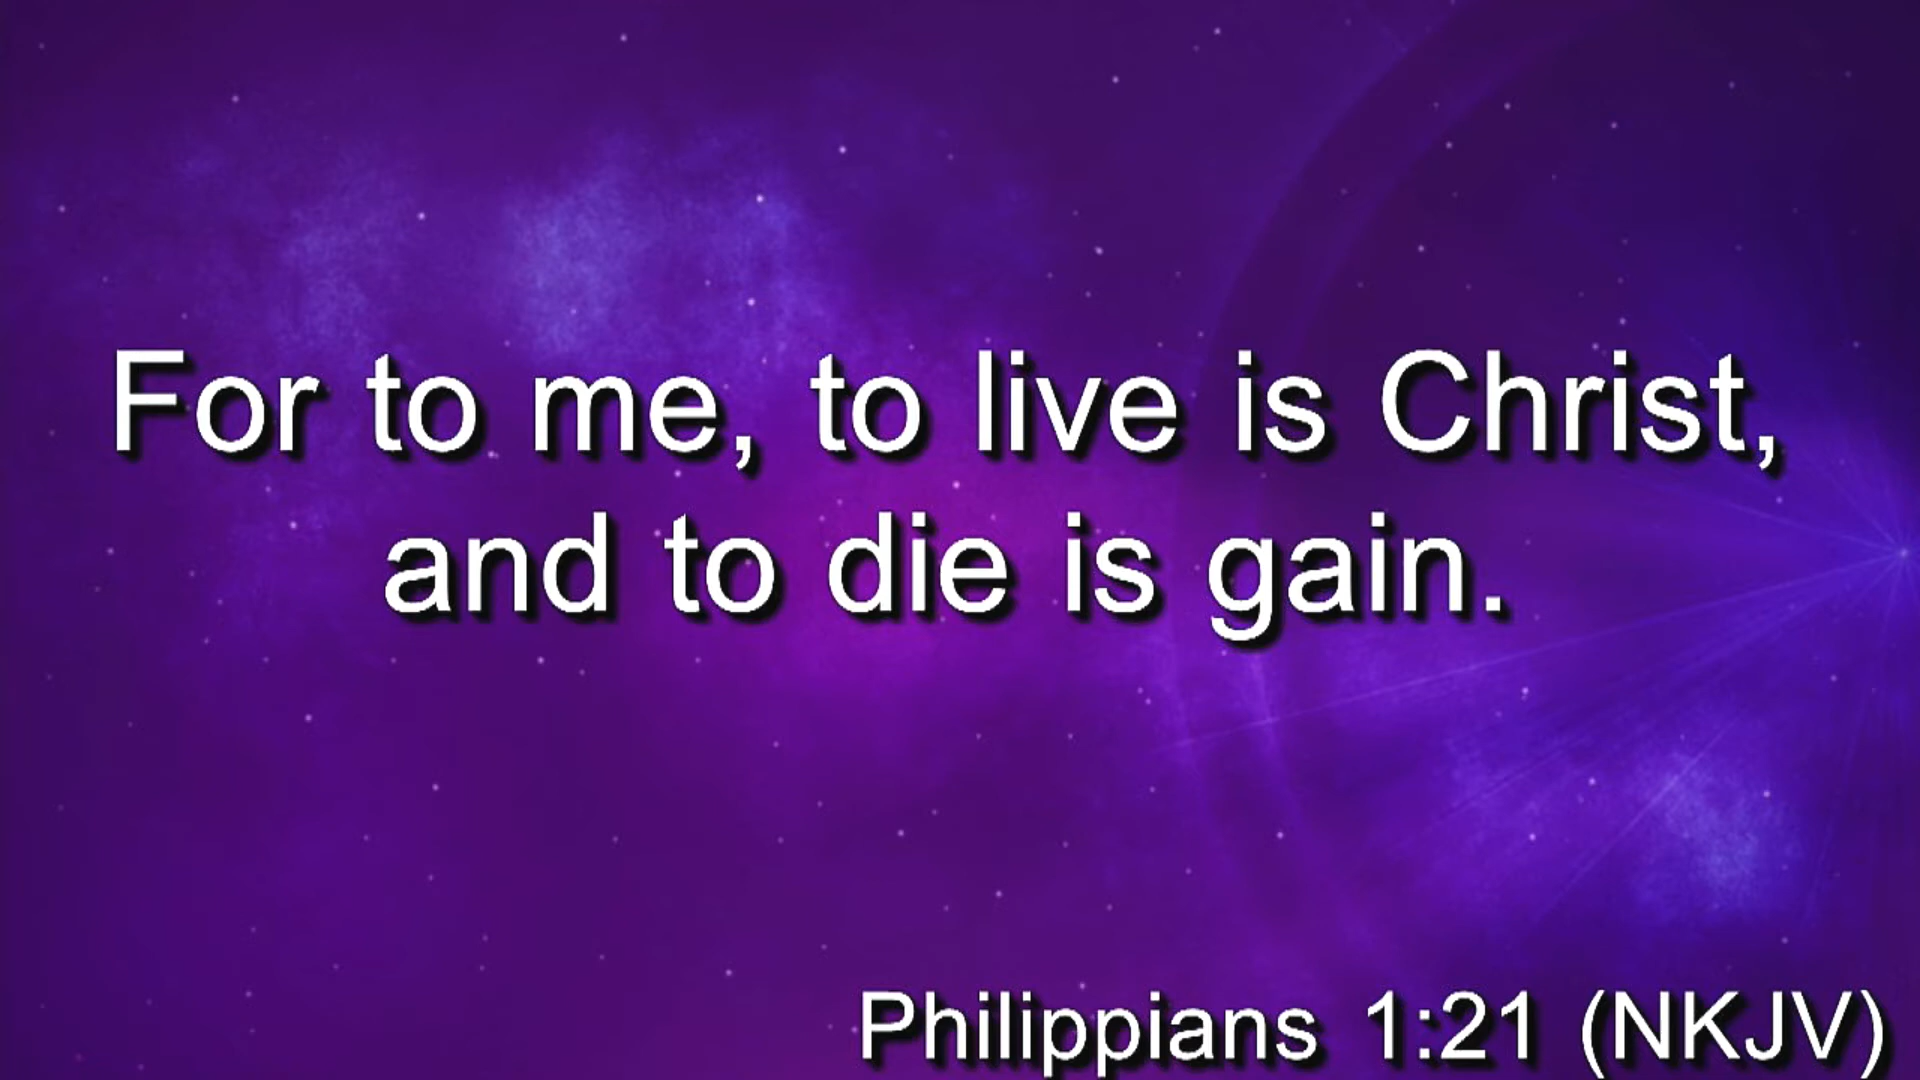 For to me, to live is Christ,
and to die is gain.
Philippians 1:21 (NKJV)